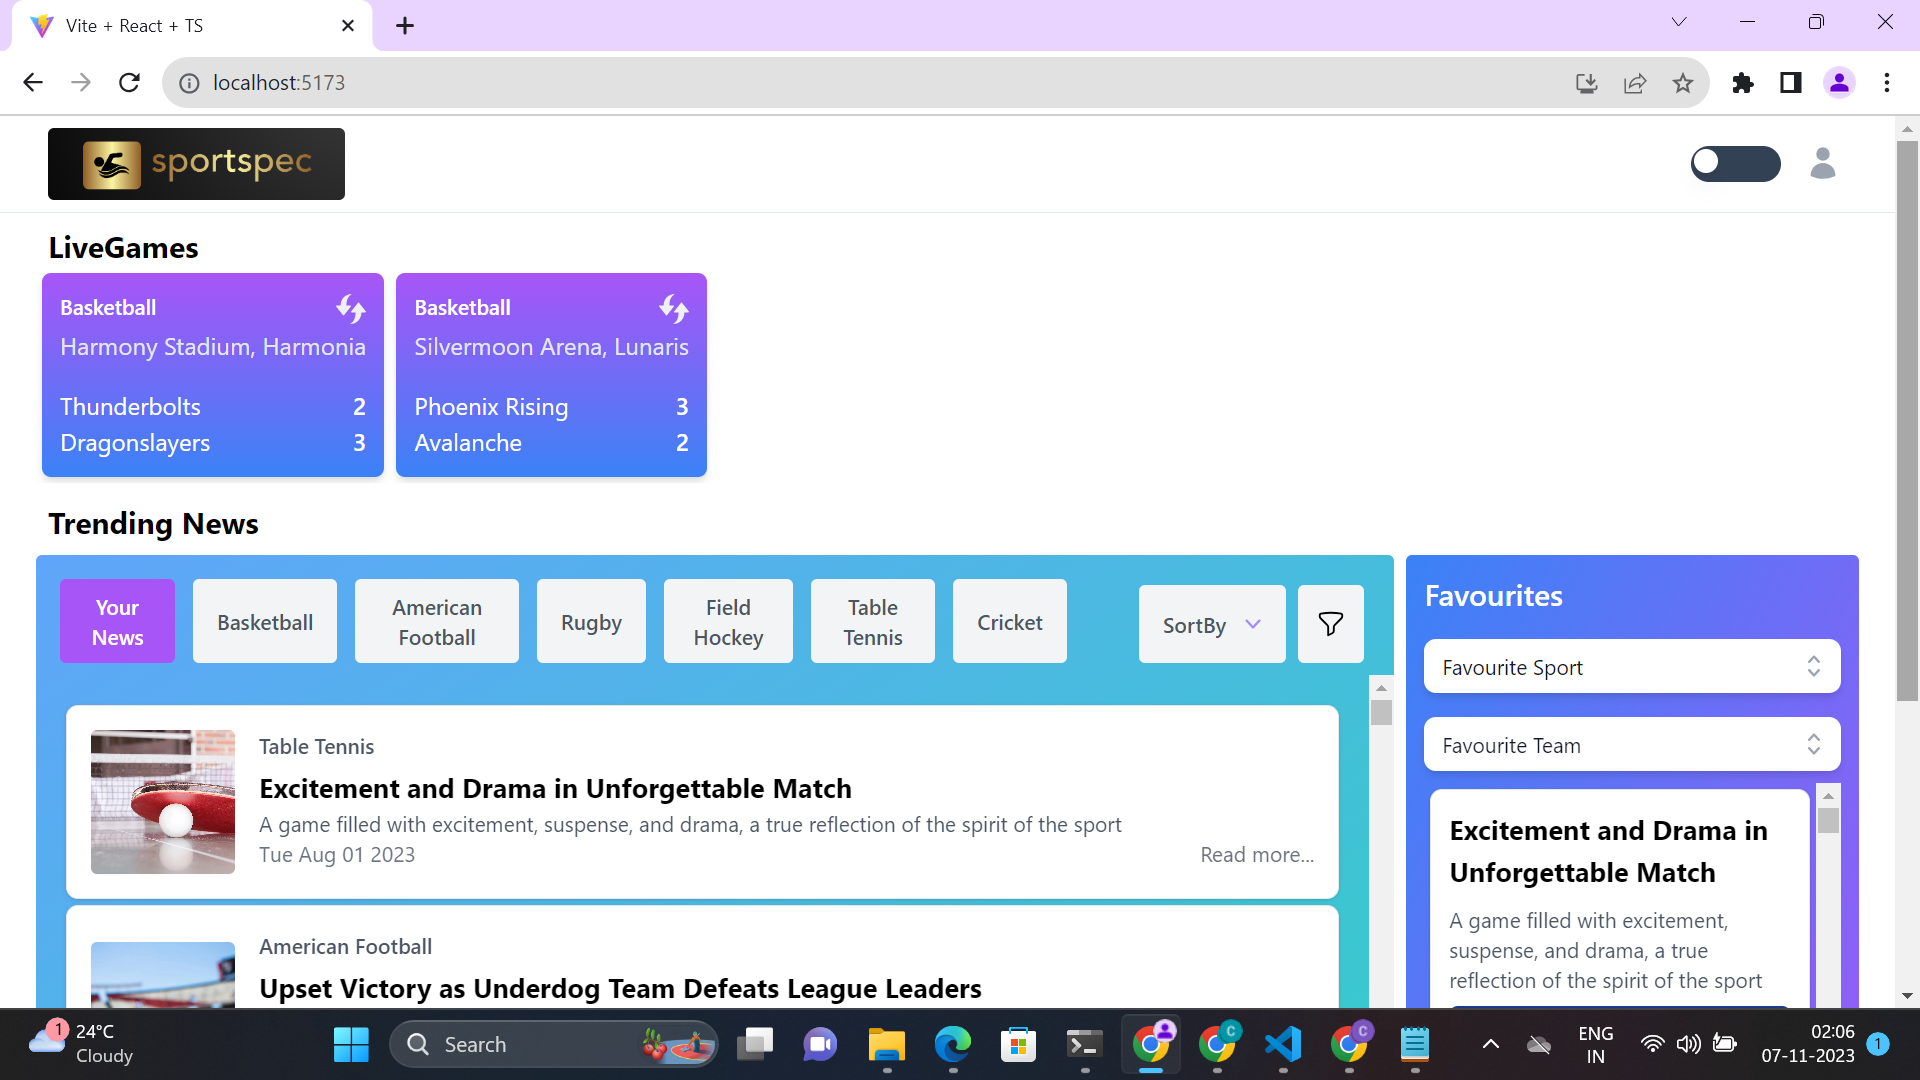 Vite + React + TS
localhost:5173
sportspec
LiveGames
Basketball
Harmony Stadium, Harmonia
Thunderbolts 2
Dragonslayers 3
Basketball
Silvermoon Arena, Lunaris
Phoenix Rising 3
Avalanche 2
Trending News
Your
News
Basketball
American
Football
Rugby
Field
Hockey
Table
Tennis
Cricket
SortBy
Table Tennis
Excitement and Drama in Unforgettable Match
A game filled with excitement, suspense, and drama, a true reflection of the spirit of the sport
Tue Aug 01 2023
Read more...
American Football
Upset Victory as Underdog Team Defeats League Leaders
Favourites
Favourite Sport
Favourite Team
Excitement and Drama in
Unforgettable Match
A game filled with excitement,
suspense, and drama, a true
reflection of the spirit of the sport
1
24°C
Cloudy
Search
C
C
ENG
IN
02:06
07-11-2023
1